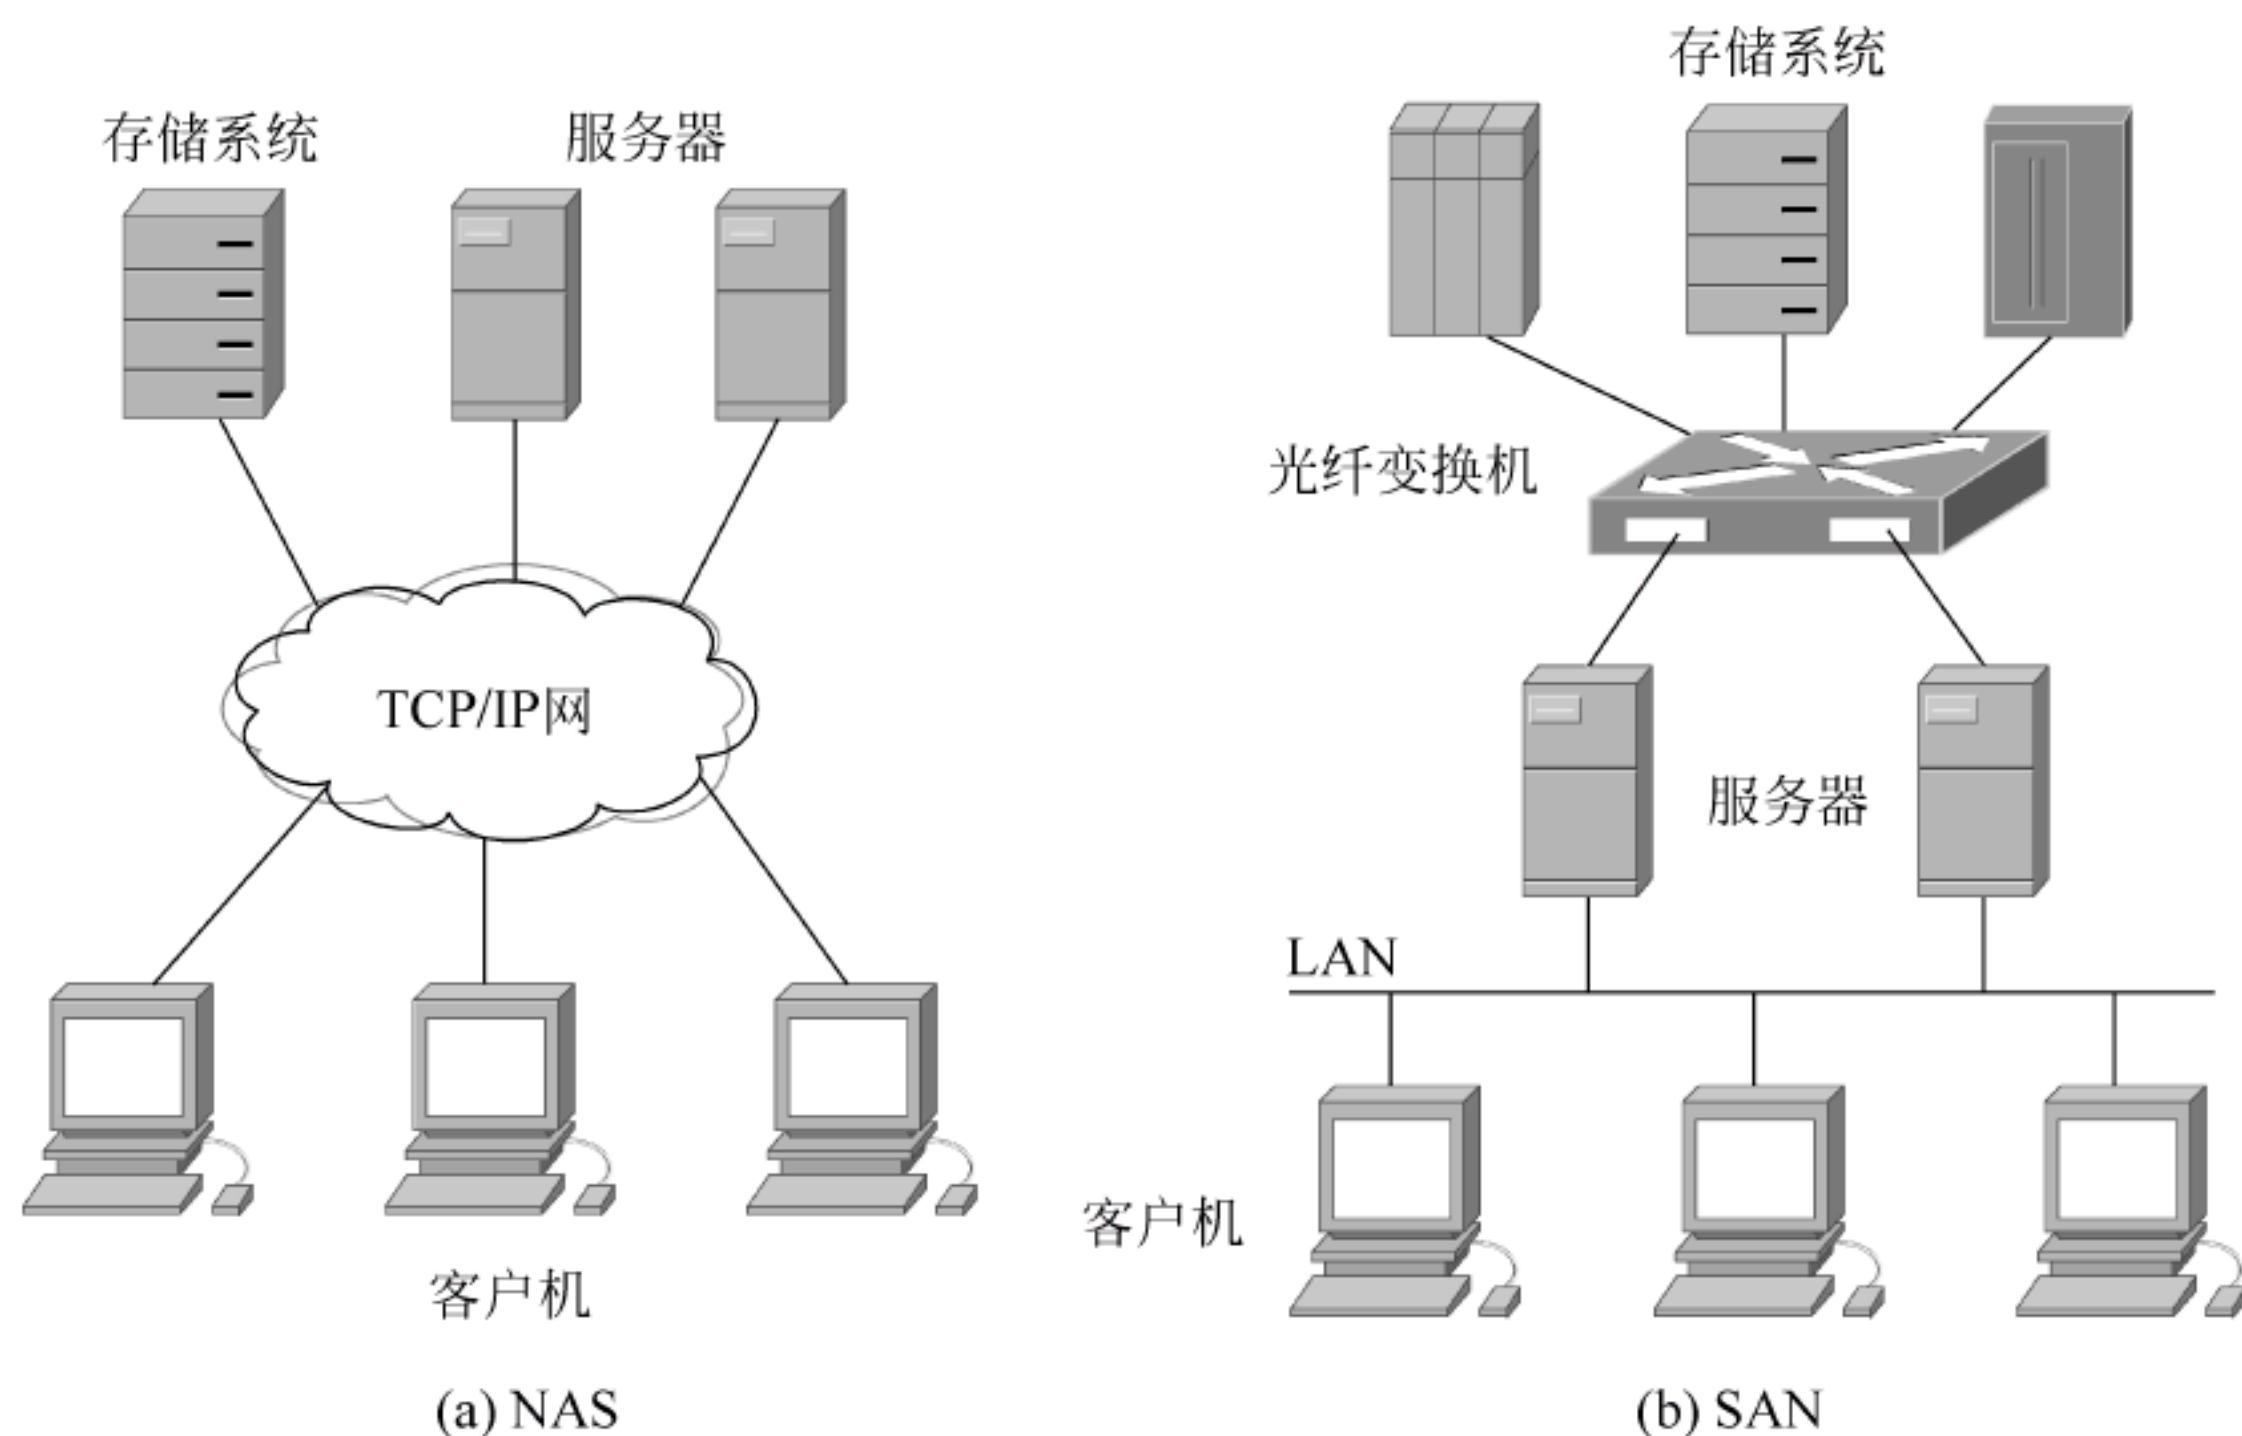 存储系统
服务器
TCP/IP网
客户机
(a) NAS
存储系统
光纤变换机
服务器
LAN
客户机
(b) SAN